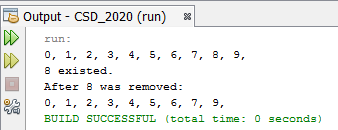 Output - CSD_2020 (run)
run:
0, 1, 2, 3, 4, 5, 6, 7, 8, 9,
8 existed.
After 8 was removed:
0, 1, 2, 3, 4, 5, 6, 7, 9,
BUILD SUCCESSFUL (total time: 0 seconds)